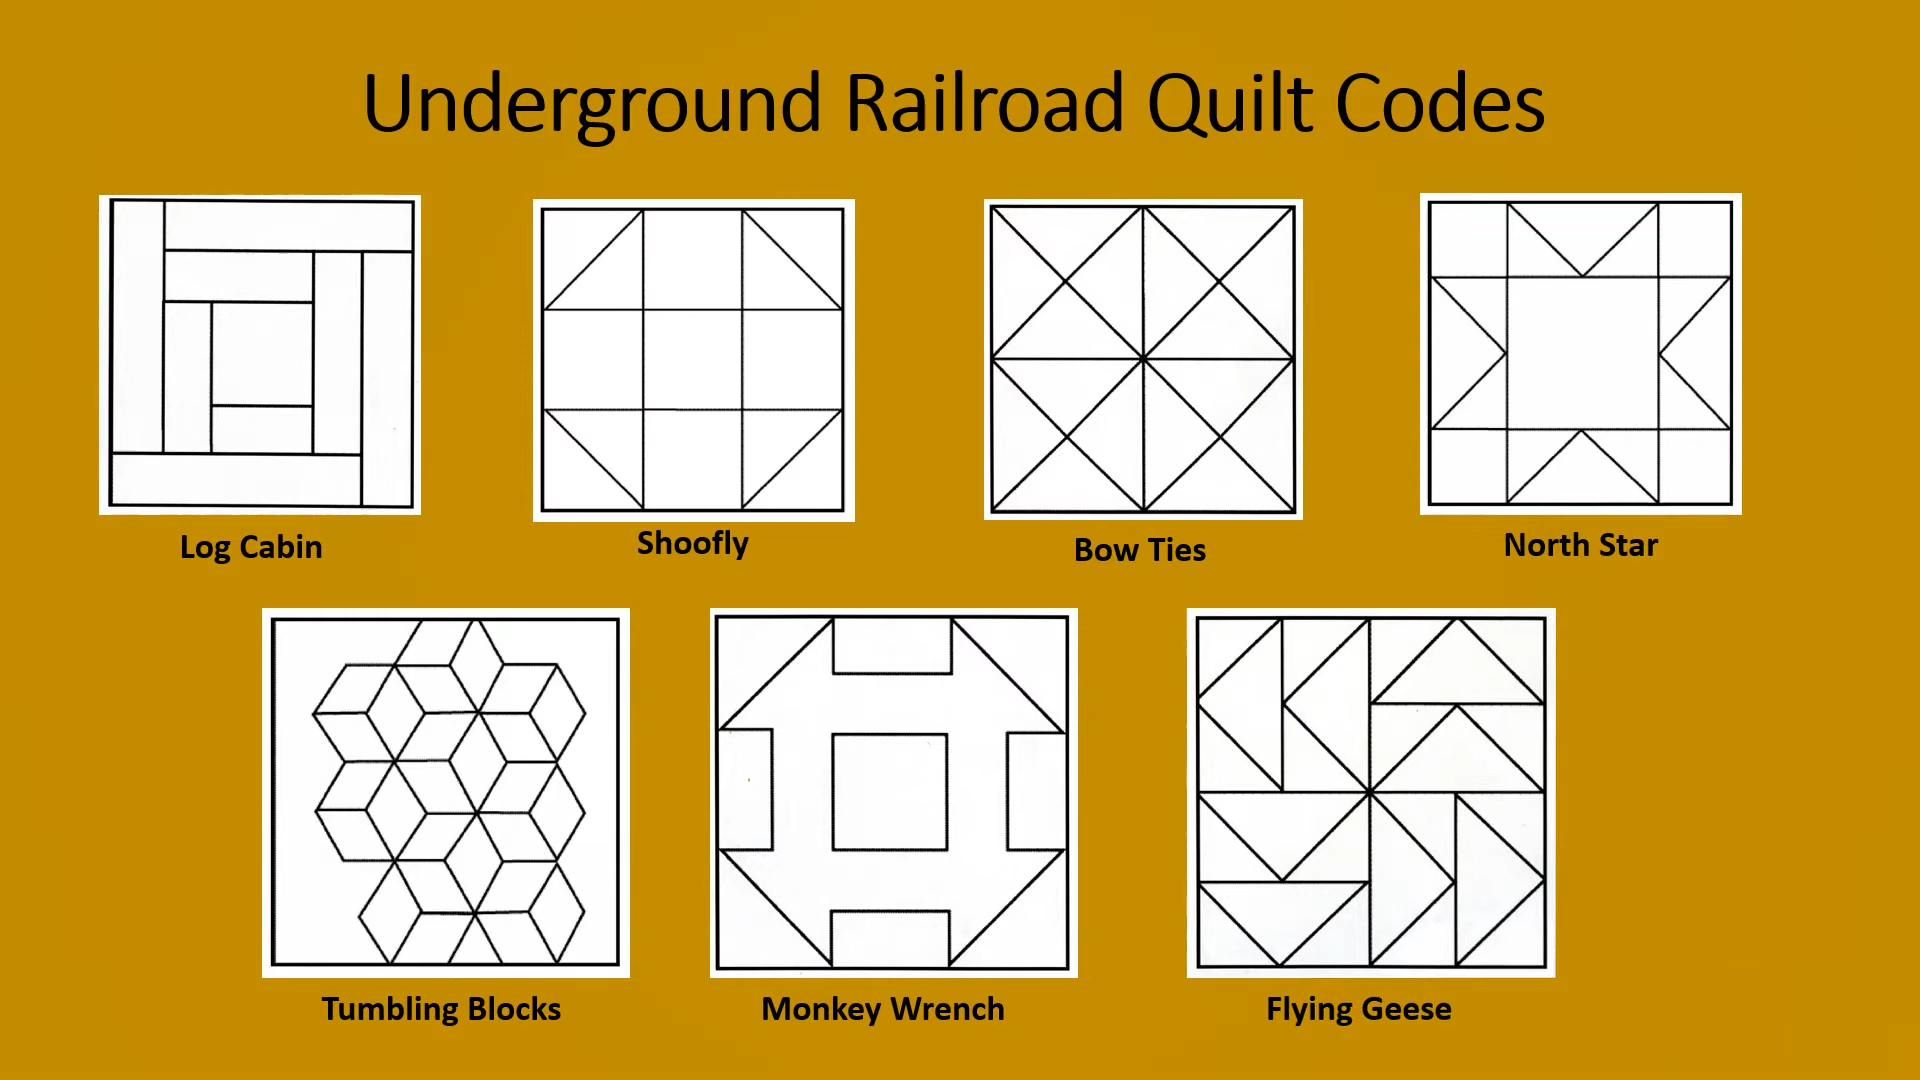 Underground Railroad Quilt Codes
Log Cabin
Shoofly
Bow Ties
North Star
Tumbling Blocks
Monkey Wrench
Flying Geese